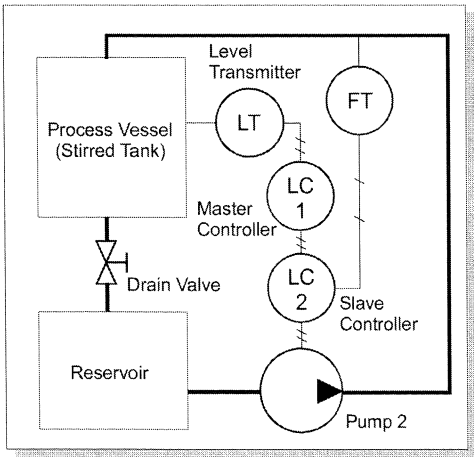 Level
Transmitter
Process Vessel
(Stirred Tank)
LT
FT
LC
1
Master
Controller
Drain Valve
LC
2
Slave
Controller
Reservoir
Pump 2